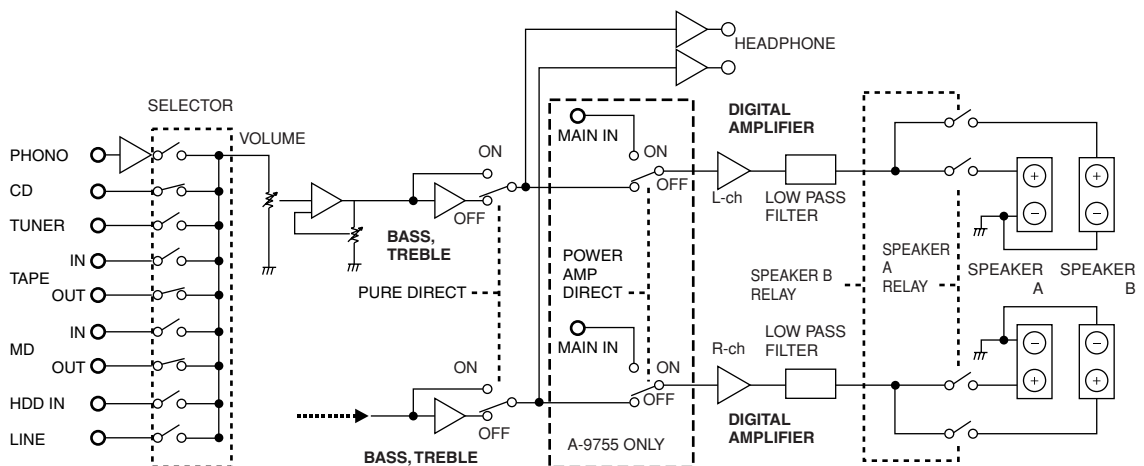 HEADPHONE
SELECTOR
VOLUME
PHONO
CD
TUNER
IN
TAPE
OUT
IN
MD
OUT
HDD IN
LINE
ON
OFF
BASS,
TREBLE
PURE DIRECT
ON
OFF
BASS, TREBLE
MAIN IN
ON
OFF
POWER
AMP
DIRECT
MAIN IN
ON
OFF
A-9755 ONLY
DIGITAL
AMPLIFIER
L-ch
LOW PASS
FILTER
SPEAKER B
RELAY
SPEAKER
A
RELAY
SPEAKER
A
SPEAKER
B
LOW PASS
FILTER
R-ch
DIGITAL
AMPLIFIER
+
−
+
−
−
+
−
+